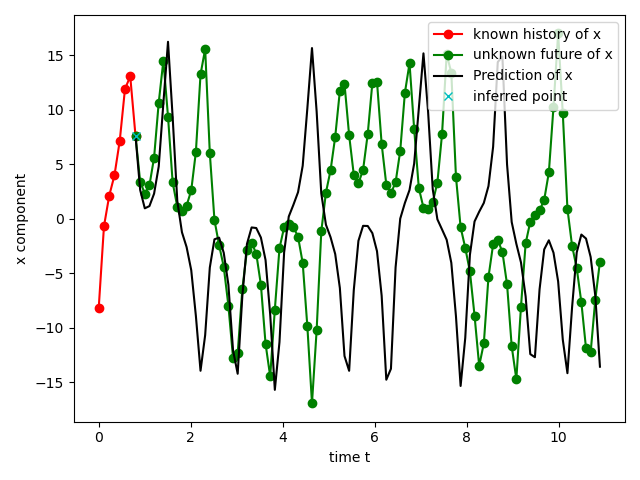 known history of x
unknown future of x
Prediction of x
inferred point
x component
15
10
5
0
−5
−10
−15
0
2
4
6
8
10
time t